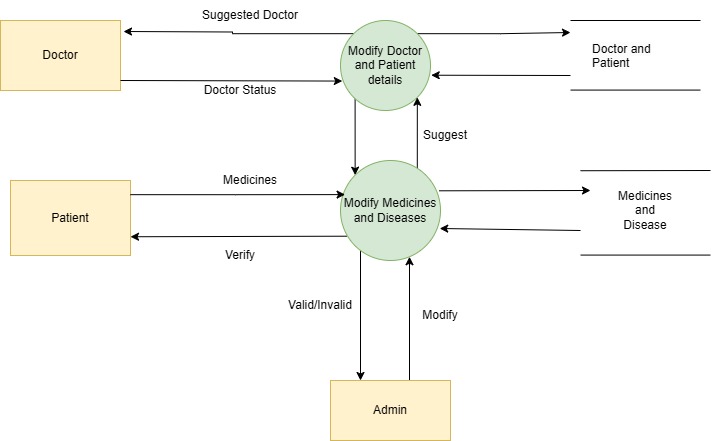 Suggested Doctor
Doctor
Modify Doctor
and Patient
details
Doctor and
Patient
Doctor Status
Suggest
Medicines
Patient
Modify Medicines
and Diseases
Medicines
and
Disease
Verify
Valid/Invalid
Modify
Admin